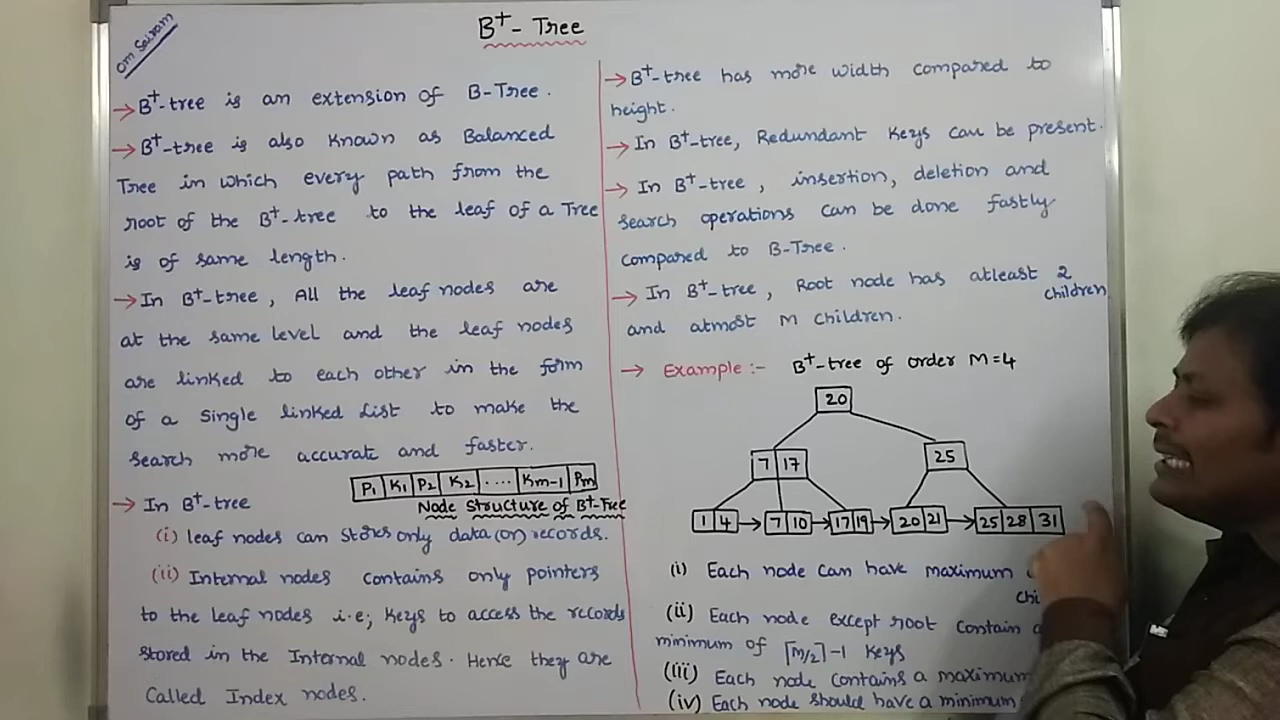 Om Sairam
B+- Tree
→ B+-tree is an extension of B-Tree.
→ B+-tree is also known as Balanced
Tree in which every path from the
root of the B+-tree to the leaf of a Tree
is of same length.
→ In B+-tree, All the leaf nodes are
at the same level and the leaf nodes
are linked to each other in the form
of a Single linked List to make the
search more accurate and faster.
→ In B+-tree
P1 K1 P2 K2 .... Km-1 Pm
Node Structure of B+-Tree
(i) leaf nodes can stores only data (or) records.
(ii) Internal nodes contains only pointers
to the leaf nodes i.e; keys to access the records
stored in the Internal nodes. Hence they are
Called Index nodes.
→ B+-tree has more width compared to
height.
→ In B+-tree, Redundant keys can be present.
→ In B+-tree, insertion, deletion and
search operations can be done fastly
compared to B-Tree.
→ In B+-tree, Root node has atleast 2
children
and atmost M children.
→ Example :- B+-tree of order M=4
20
7 17
25
1 4 → 7 10 → 17 19 → 20 21 → 25 28 31
(i) Each node can have maximum
(ii) Each node except root contain
minimum of ⌈M/2⌉-1 keys
(iii) Each node contains a maximum
(iv) Each node should have a minimum